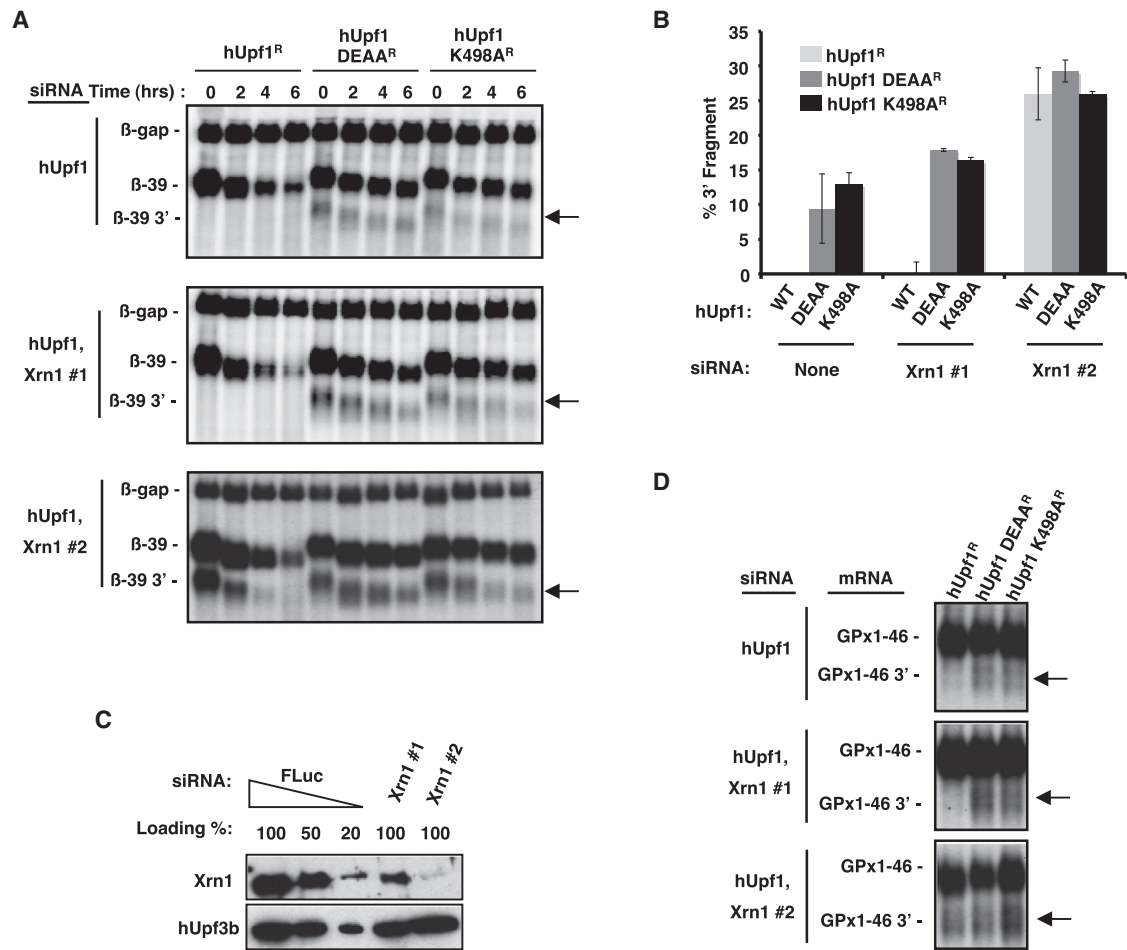 A
hUpf1R
hUpf1 DEAAR
hUpf1 K498AR
siRNA Time (hrs) : 0 2 4 6 0 2 4 6 0 2 4 6
hUpf1
ß-gap -
ß-39 -
ß-39 3' -
hUpf1, Xrn1 #1
ß-gap -
ß-39 -
ß-39 3' -
hUpf1, Xrn1 #2
ß-gap -
ß-39 -
ß-39 3' -
B
% 3' Fragment
35
30
25
20
15
10
5
0
hUpf1R
hUpf1 DEAAR
hUpf1 K498AR
hUpf1: WT DEAA K498A WT DEAA K498A WT DEAA K498A
siRNA: None Xrn1 #1 Xrn1 #2
C
siRNA: FLuc Xrn1 #1 Xrn1 #2
Loading %: 100 50 20 100 100
Xrn1
hUpf3b
D
siRNA mRNA hUpf1R hUpf1 DEAAR hUpf1 K498AR
hUpf1
GPx1-46 -
GPx1-46 3' -
hUpf1, Xrn1 #1
GPx1-46 -
GPx1-46 3' -
hUpf1, Xrn1 #2
GPx1-46 -
GPx1-46 3' -